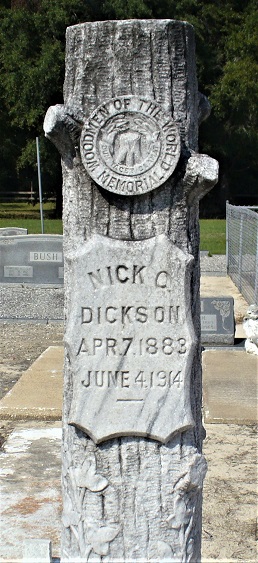 WOODMEN OF THE WORLD
MEMORIAL
BUSH
NICK C.
DICKSON
APR. 7. 1883
JUNE 4. 1914